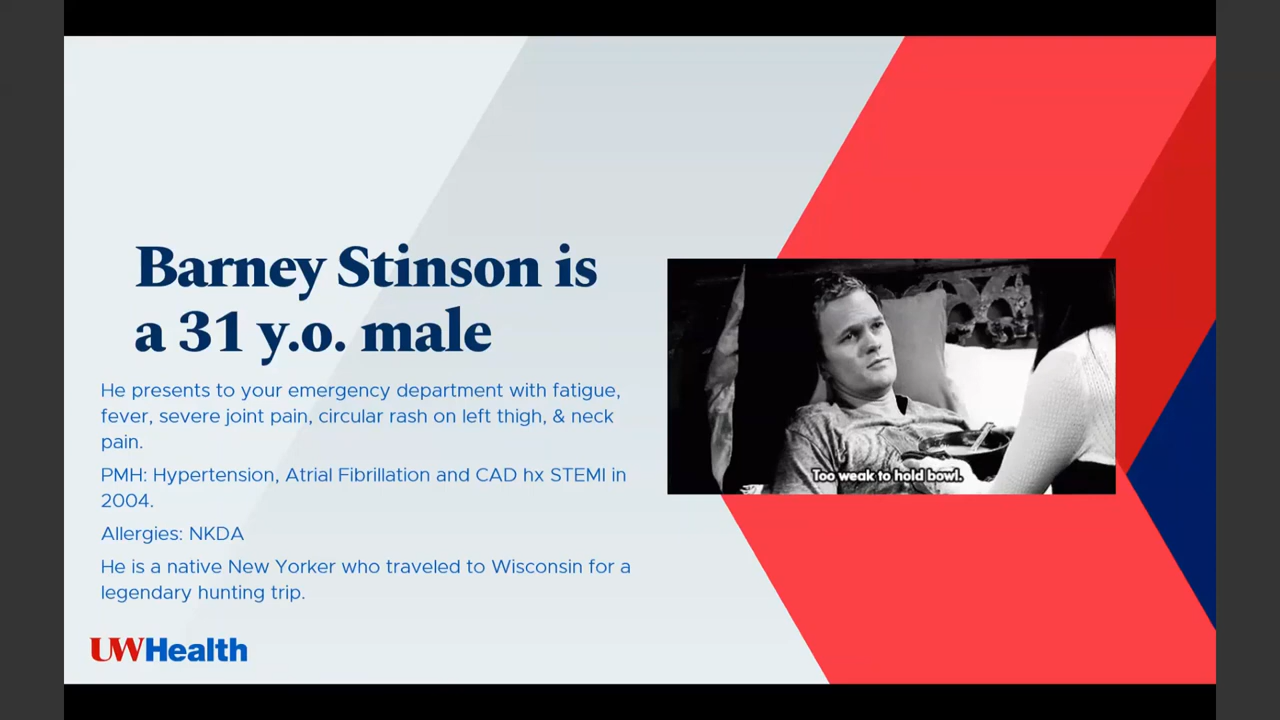 Barney Stinson is
a 31 y.o. male
He presents to your emergency department with fatigue,
fever, severe joint pain, circular rash on left thigh, & neck
pain.
PMH: Hypertension, Atrial Fibrillation and CAD hx STEMI in
2004.
Allergies: NKDA
He is a native New Yorker who traveled to Wisconsin for a
legendary hunting trip.
Too weak to hold bowl.
UWHealth